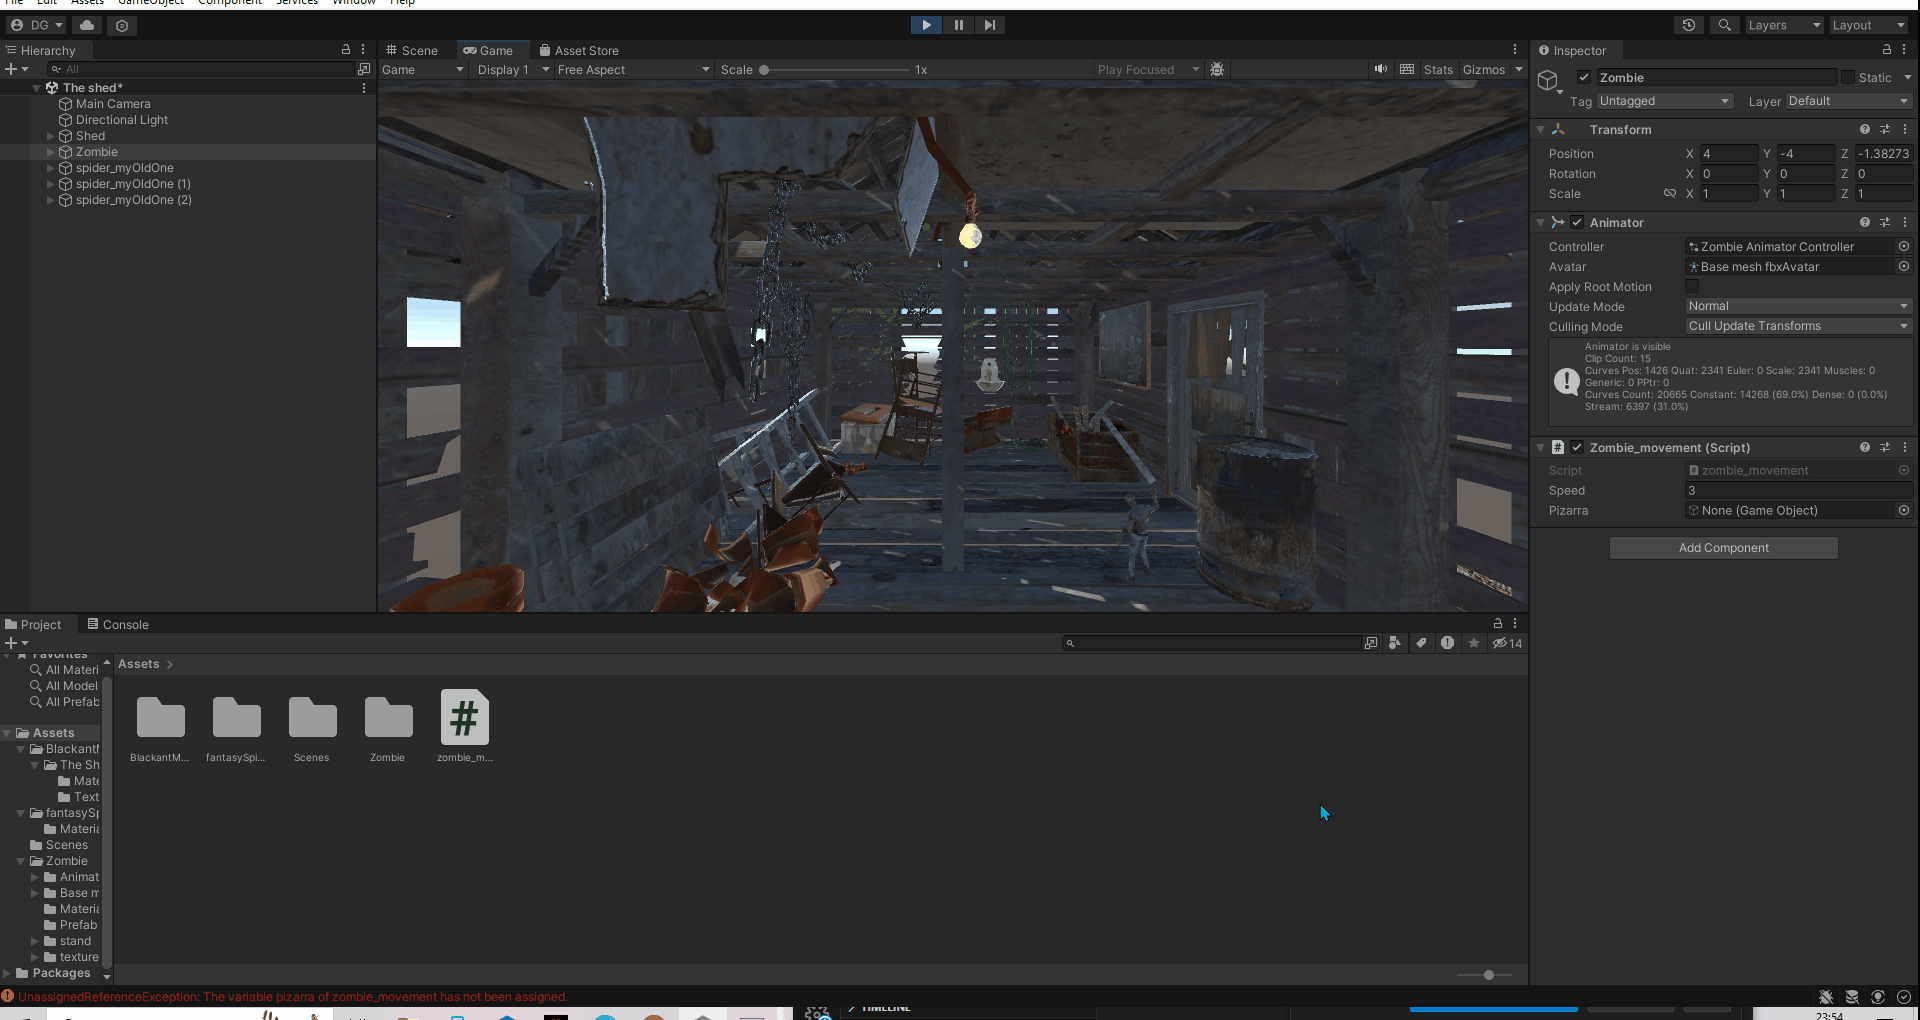 File Edit Assets GameObject Component Services Window Help
DG
Layers Layout
Hierarchy
All
The shed*
Main Camera
Directional Light
Shed
Zombie
spider_myOldOne
spider_myOldOne (1)
spider_myOldOne (2)
Scene Game Asset Store
Game Display 1 Free Aspect Scale 1x Play Focused Stats Gizmos
Inspector
Zombie Static
Tag Untagged Layer Default
Transform
Position X 4 Y -4 Z -1.38273
Rotation X 0 Y 0 Z 0
Scale X 1 Y 1 Z 1
Animator
Controller Zombie Animator Controller
Avatar Base mesh fbxAvatar
Apply Root Motion
Update Mode Normal
Culling Mode Cull Update Transforms
Animator is visible
Clip Count: 15
Curves Pos: 1426 Quat: 2341 Euler: 0 Scale: 2341 Muscles: 0
Generic: 0 PPtr: 0
Curves Count: 20665 Constant: 14268 (69.0%) Dense: 0 (0.0%)
Stream: 6397 (31.0%)
# Zombie_movement (Script)
Script zombie_movement
Speed 3
Pizarra None (Game Object)
Add Component
Project Console
14
Favorites
All Materi
All Model
All Prefab
Assets
Blackant
The Sh
Mate
Text
fantasySp
Materia
Scenes
Zombie
Animat
Base m
Materia
Prefab
stand
texture
Packages
Assets >
#
BlackantM... fantasySpi... Scenes Zombie zombie_m...
UnassignedReferenceException: The variable pizarra of zombie_movement has not been assigned.
TIMELINE
23:54